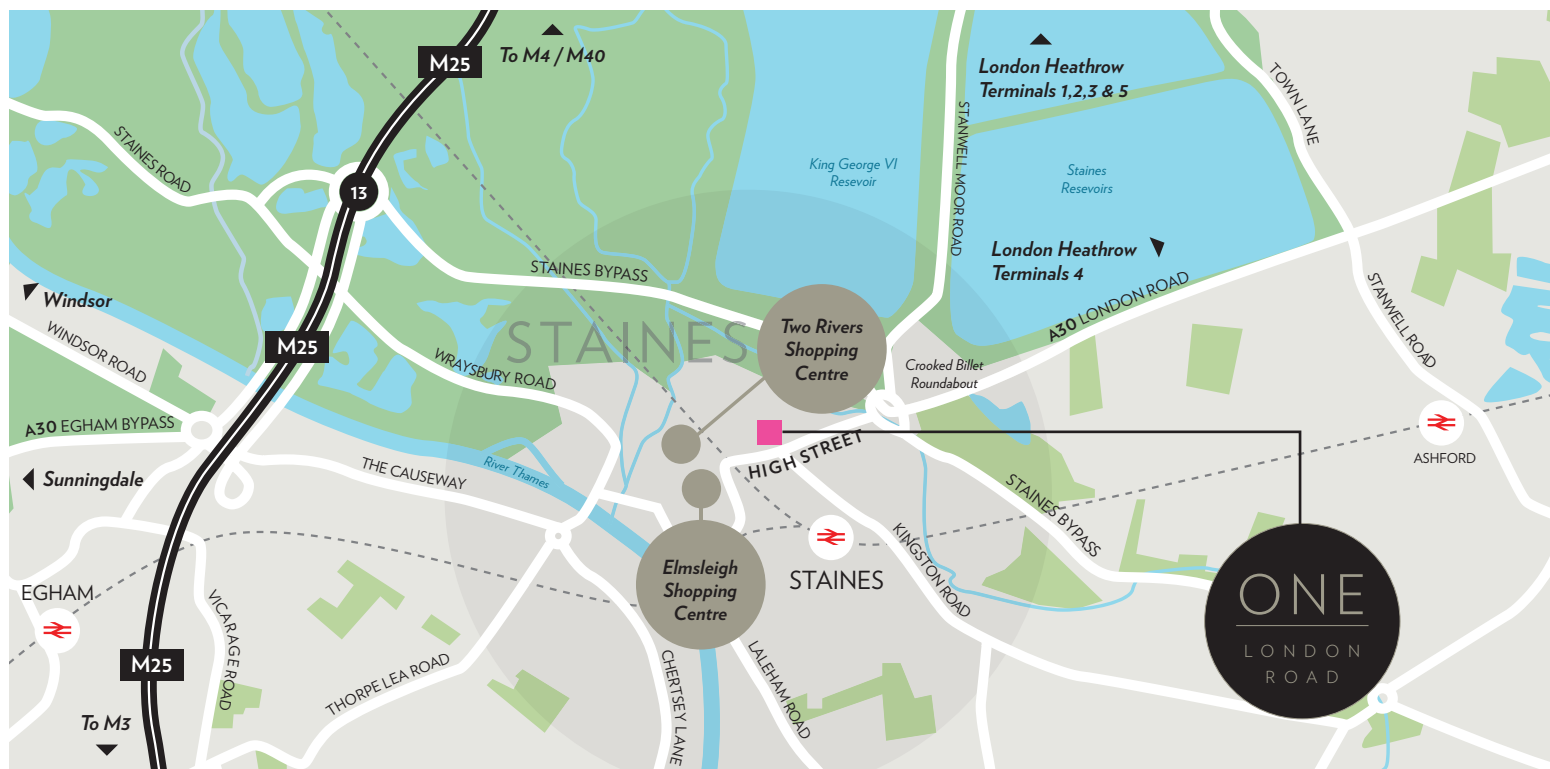 M25
To M4 / M40
London Heathrow
Terminals 1,2,3 & 5
TOWN LANE
STAINES ROAD
STANWELL MOOR ROAD
King George VI
Resevoir
Staines
Resevoirs
13
London Heathrow
Terminals 4
STAINES BYPASS
A30 LONDON ROAD
STANWELL ROAD
Windsor
WINDSOR ROAD
M25
STAINES
Two Rivers
Shopping
Centre
WRAYSBURY ROAD
Crooked Billet
Roundabout
A30 EGHAM BYPASS
HIGH STREET
ASHFORD
Sunningdale
THE CAUSEWAY
River Thames
STAINES BYPASS
KINGSTON ROAD
Elmsleigh
Shopping
Centre
STAINES
EGHAM
VICARAGE ROAD
ONE
LONDON
ROAD
M25
THORPE LEA ROAD
CHERTSEY LANE
LALEHAM ROAD
To M3